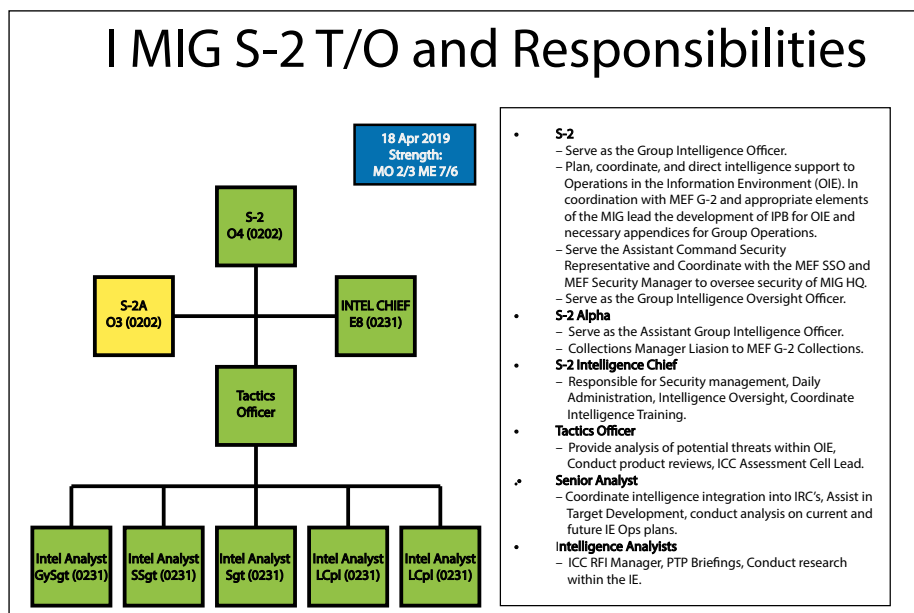 I MIG S-2 T/O and Responsibilities
18 Apr 2019
Strength:
MO 2/3 ME 7/6
S-2
O4 (0202)
S-2A
O3 (0202)
INTEL CHIEF
E8 (0231)
Tactics
Officer
Intel Analyst
GySgt (0231)
Intel Analyst
SSgt (0231)
Intel Analyst
Sgt (0231)
Intel Analyst
LCpl (0231)
Intel Analyst
LCpl (0231)
• S-2
– Serve as the Group Intelligence Officer.
– Plan, coordinate, and direct intelligence support to
Operations in the Information Environment (OIE). In
coordination with MEF G-2 and appropriate elements
of the MIG lead the development of IPB for OIE and
necessary appendices for Group Operations.
– Serve the Assistant Command Security
Representative and Coordinate with the MEF SSO and
MEF Security Manager to oversee security of MIG HQ.
– Serve as the Group Intelligence Oversight Officer.
• S-2 Alpha
– Serve as the Assistant Group Intelligence Officer.
– Collections Manager Liasion to MEF G-2 Collections.
• S-2 Intelligence Chief
– Responsible for Security management, Daily
Administration, Intelligence Oversight, Coordinate
Intelligence Training.
• Tactics Officer
– Provide analysis of potential threats within OIE,
Conduct product reviews, ICC Assessment Cell Lead.
.• Senior Analyst
– Coordinate intelligence integration into IRC's, Assist in
Target Development, conduct analysis on current and
future IE Ops plans.
• Intelligence Analyists
– ICC RFI Manager, PTP Briefings, Conduct research
within the IE.